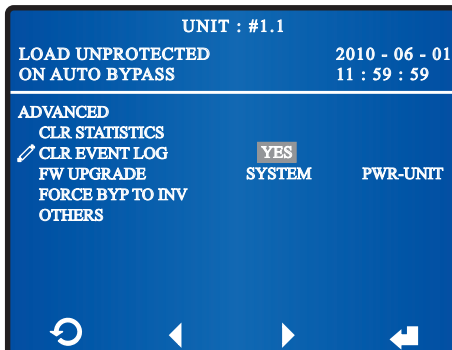 UNIT : #1.1
LOAD UNPROTECTED 2010 - 06 - 01
ON AUTO BYPASS 11 : 59 : 59
ADVANCED
CLR STATISTICS
CLR EVENT LOG YES
FW UPGRADE SYSTEM PWR-UNIT
FORCE BYP TO INV
OTHERS